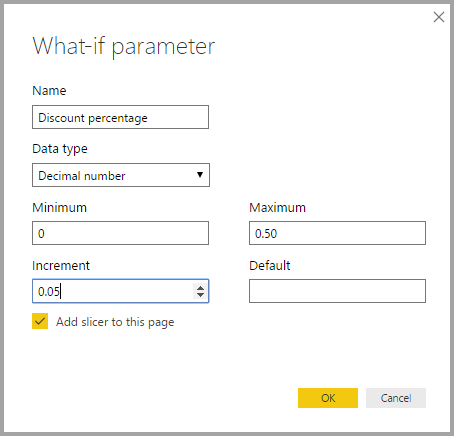 What-if parameter
Name
Discount percentage
Data type
Decimal number
Minimum Maximum
0 0.50
Increment Default
0.05
Add slicer to this page
OK Cancel